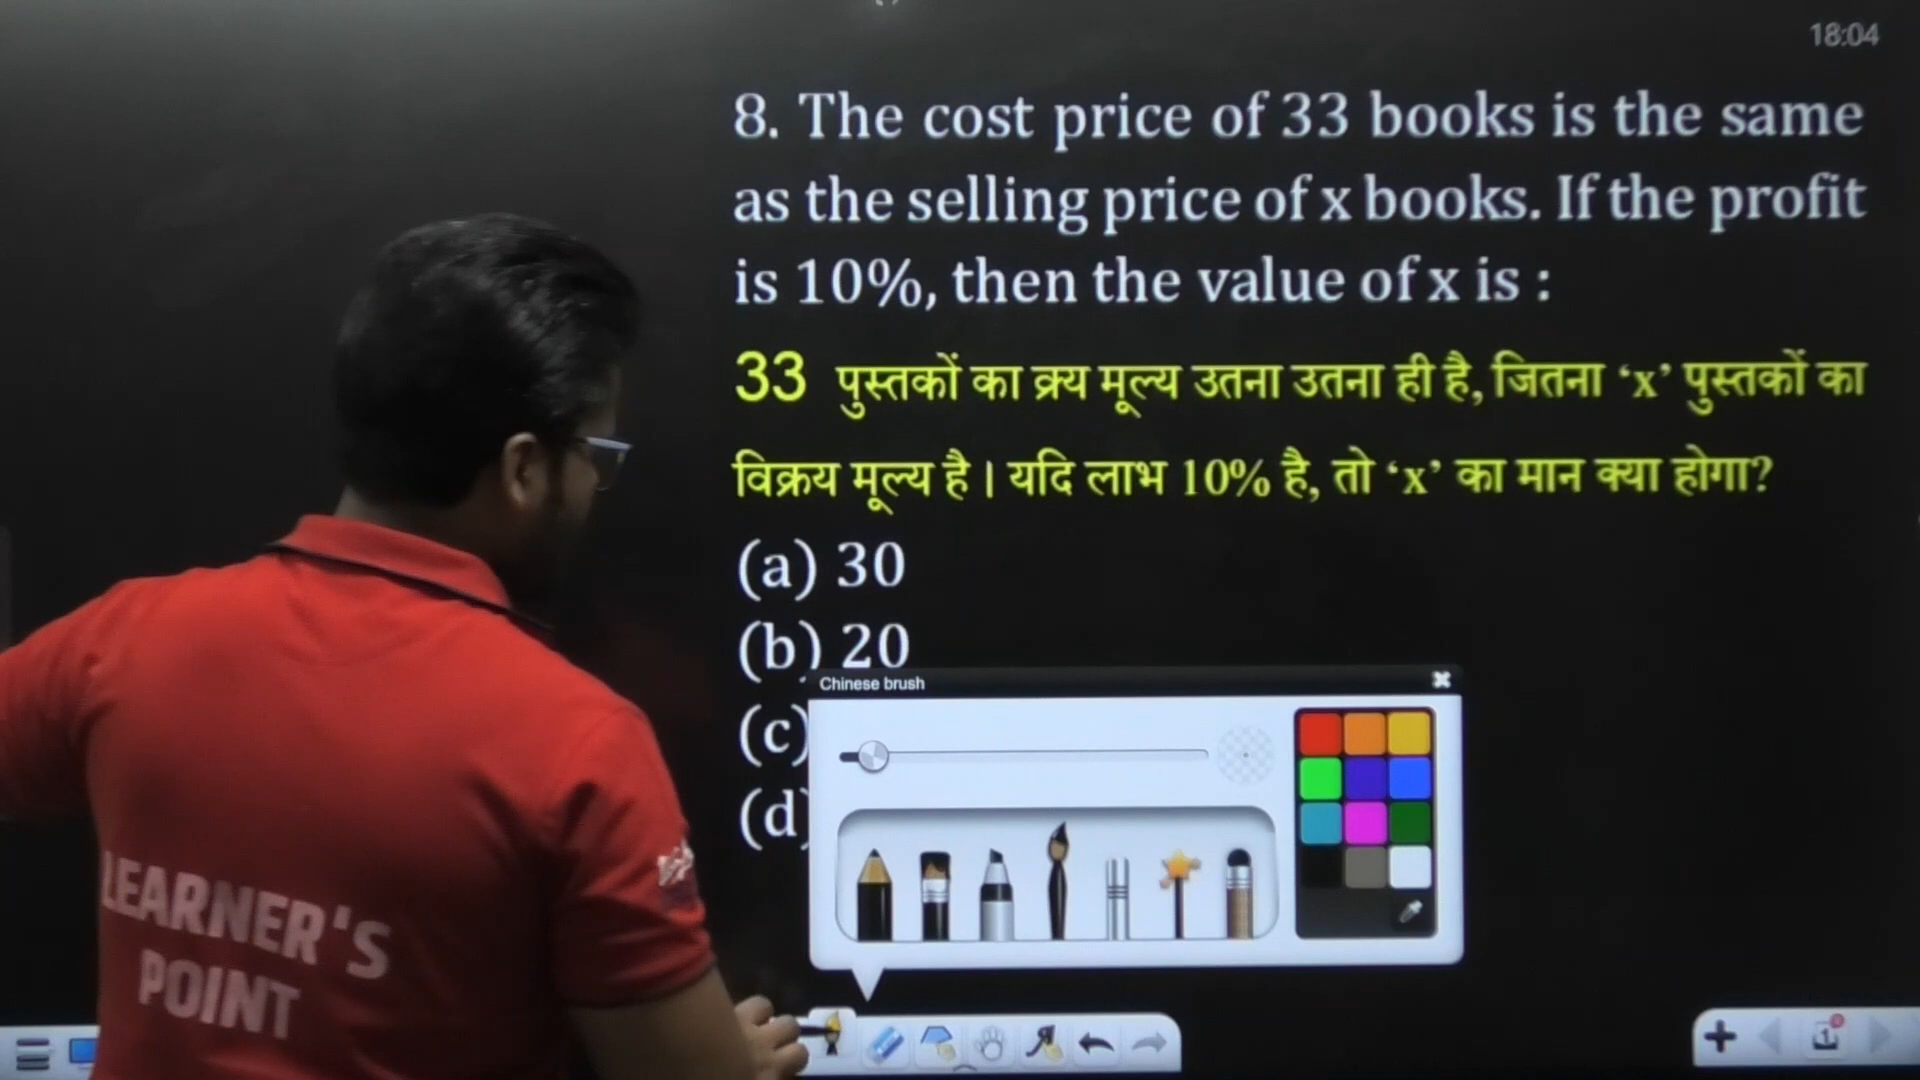 18:04
8. The cost price of 33 books is the same
as the selling price of x books. If the profit
is 10%, then the value of x is :
33 पुस्तकों का क्र्य मूल्य उतना उतना ही है, जितना ‘x’ पुस्तकों का
विक्रय मूल्य है। यदि लाभ 10% है, तो ‘x’ का मान क्या होगा?
(a) 30
(b) 20
(c)
(d)
Chinese brush
LEARNER'S
POINT
1